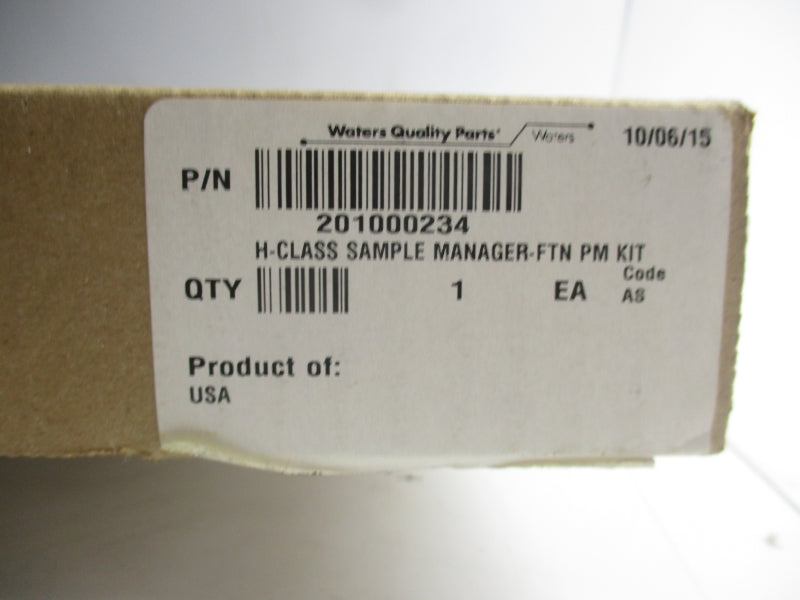 Waters Quality Parts' Waters 10/06/15
P/N
201000234
H-CLASS SAMPLE MANAGER-FTN PM KIT
QTY 1 EA Code AS
Product of:
USA